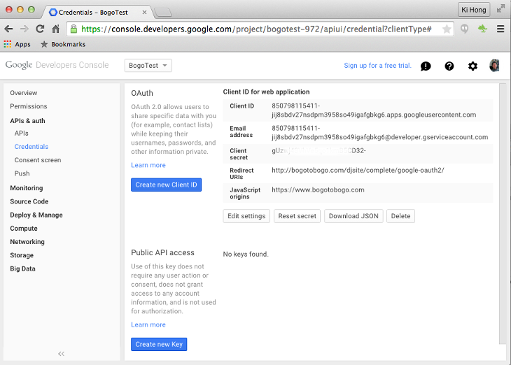 Credentials – BogoTest
Ki Hong
https://console.developers.google.com/project/bogotest-972/apiui/credential?clientType#
Apps
Bookmarks
Google Developers Console
BogoTest
Sign up for a free trial.
Overview
Permissions
APIs & auth
APIs
Credentials
Consent screen
Push
Monitoring
Source Code
Deploy & Manage
Compute
Networking
Storage
Big Data
OAuth
OAuth 2.0 allows users to
share specific data with you
(for example, contact lists)
while keeping their
usernames, passwords, and
other information private.
Learn more
Create new Client ID
Client ID for web application
Client ID
850798115411-
jij8sbdv27nsdpm3958so49igafgbkg6.apps.googleusercontent.com
Email
address
850798115411-
jij8sbdv27nsdpm3958so49igafgbkg6@developer.gserviceaccount.com
Client
secret
Redirect
URIs
http://bogotobogo.com/djsite/complete/google-oauth2/
JavaScript
origins
https://www.bogotobogo.com
Edit settings
Reset secret
Download JSON
Delete
Public API access
Use of this key does not
require any user action or
consent, does not grant
access to any account
information, and is not used
for authorization.
Learn more
Create new Key
No keys found.